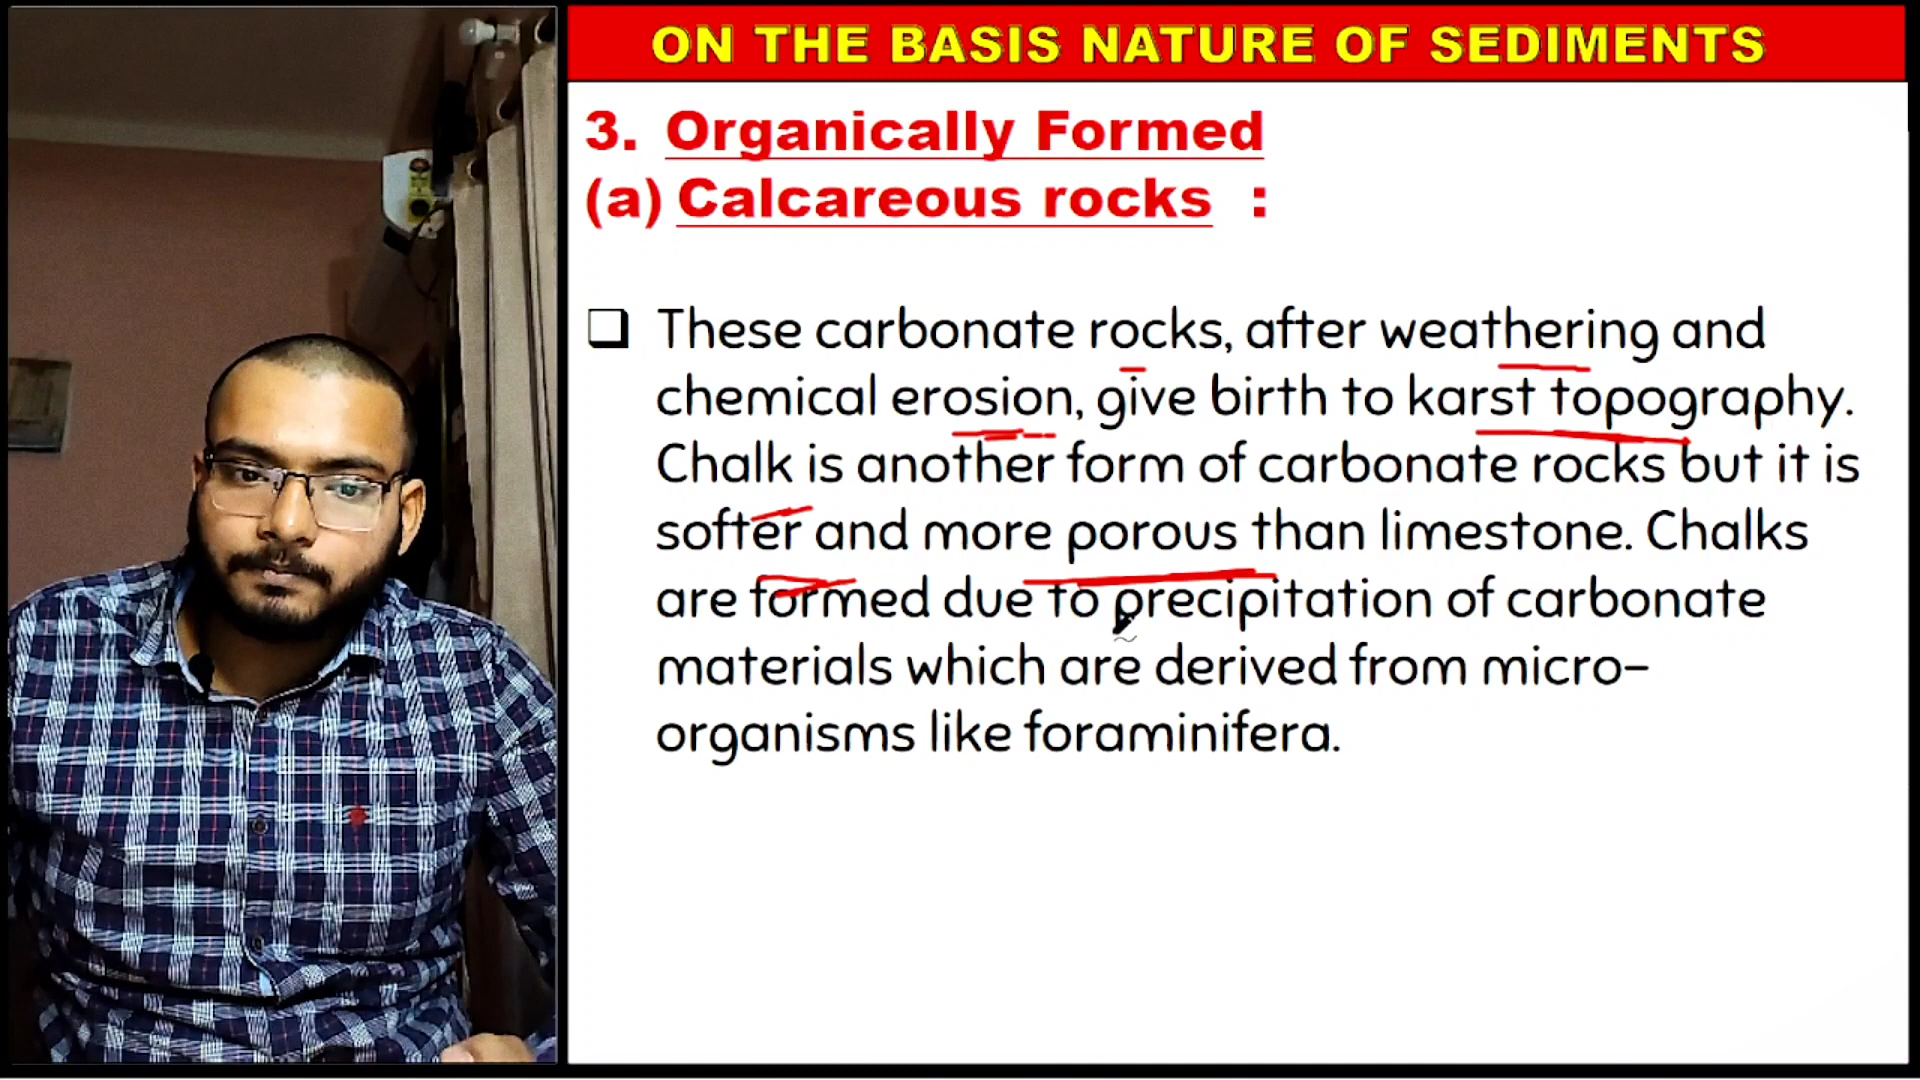 ON THE BASIS NATURE OF SEDIMENTS
3. Organically Formed
(a) Calcareous rocks :
These carbonate rocks, after weathering and
chemical erosion, give birth to karst topography.
Chalk is another form of carbonate rocks but it is
softer and more porous than limestone. Chalks
are formed due to precipitation of carbonate
materials which are derived from micro-
organisms like foraminifera.